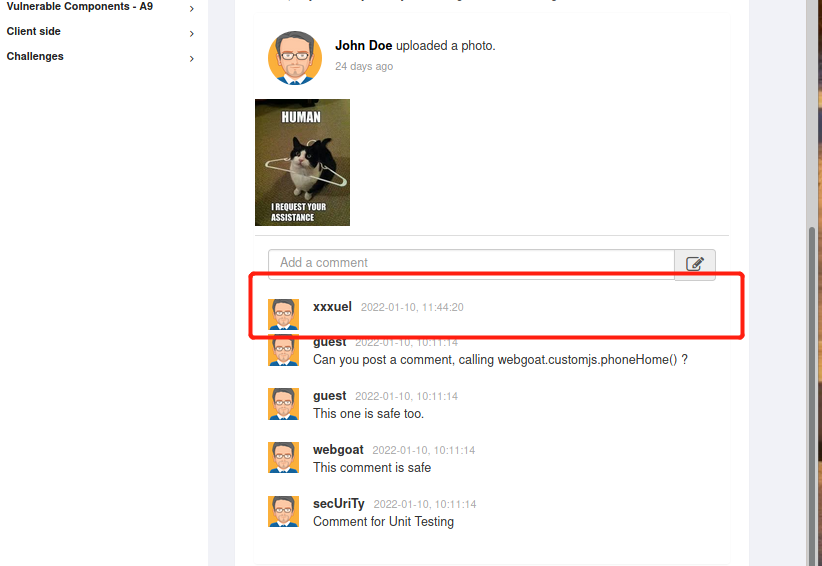 Vulnerable Components - A9
Client side
Challenges
John Doe uploaded a photo.
24 days ago
HUMAN
I REQUEST YOUR
ASSISTANCE
Add a comment
xxxuel 2022-01-10, 11:44:20
guest 2022-01-10, 10:11:14
Can you post a comment, calling webgoat.customjs.phoneHome() ?
guest 2022-01-10, 10:11:14
This one is safe too.
webgoat 2022-01-10, 10:11:14
This comment is safe
secUriTy 2022-01-10, 10:11:14
Comment for Unit Testing